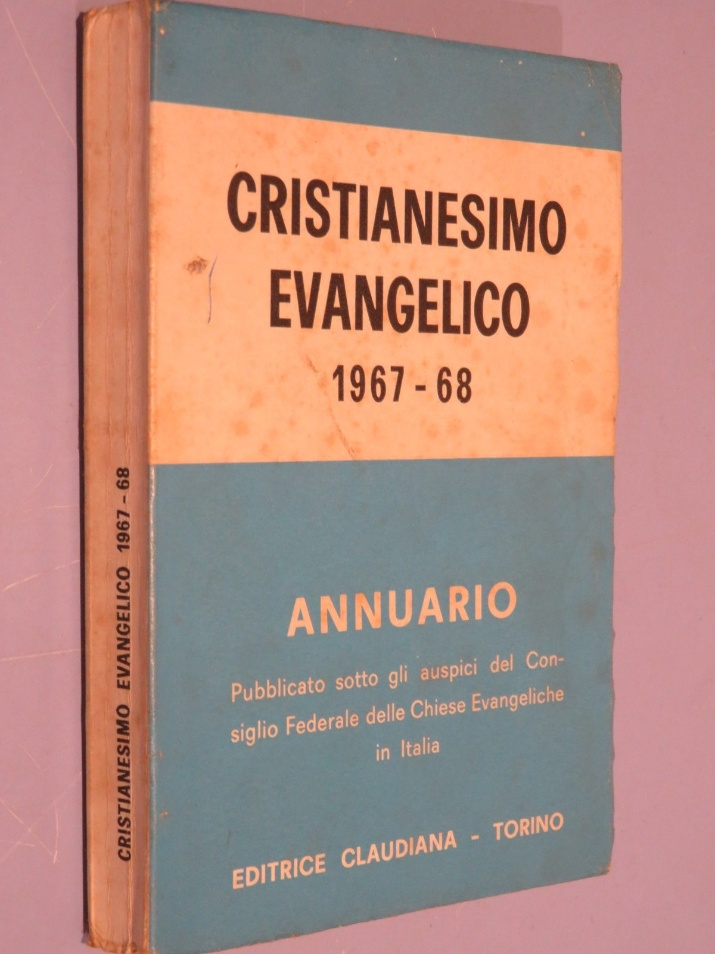 CRISTIANESIMO
EVANGELICO
1967 - 68
ANNUARIO
Pubblicato sotto gli auspici del Con-
siglio Federale delle Chiese Evangeliche
in Italia
EDITRICE CLAUDIANA - TORINO
CRISTIANESIMO EVANGELICO 1967 - 68